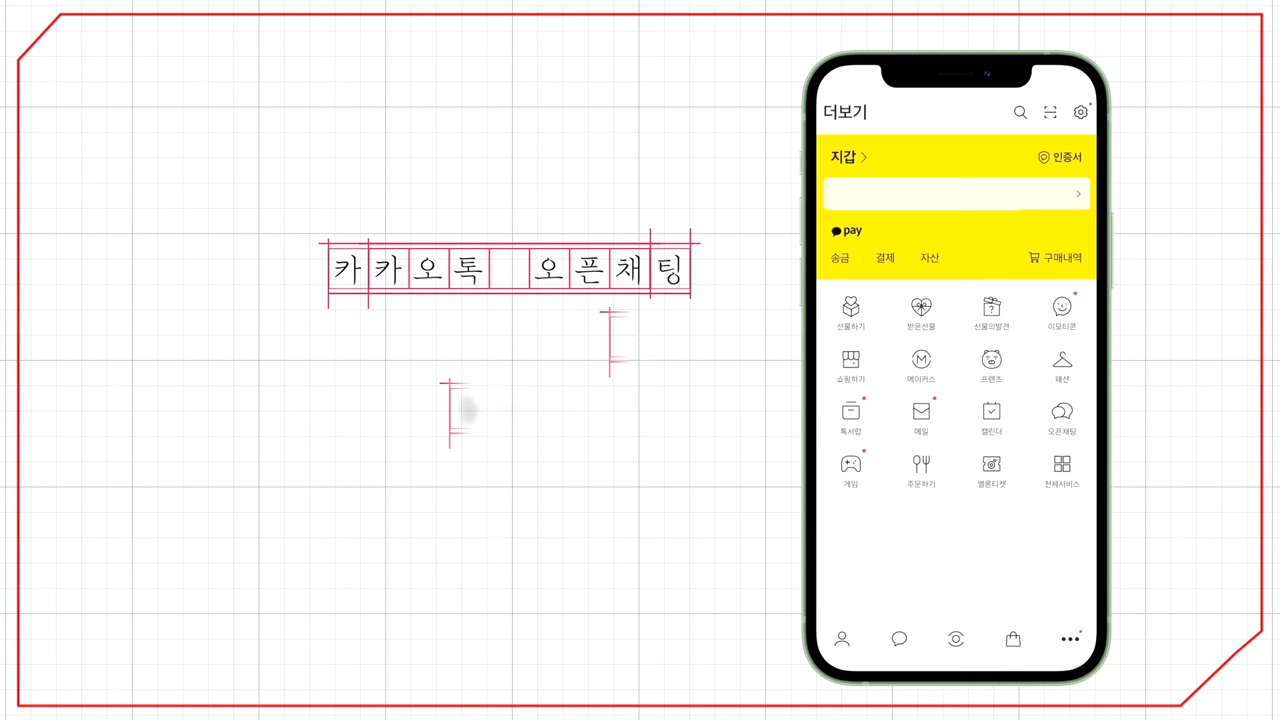 카카오톡 오픈채팅
더보기
지갑
인증서
pay
송금 결제 자산 구매내역
선물하기 받은선물 선물의발견 이모티콘
쇼핑하기 메이커스 프렌즈 패션
톡서랍 메일 캘린더 오픈채팅
게임 주문하기 멜론티켓 전체서비스